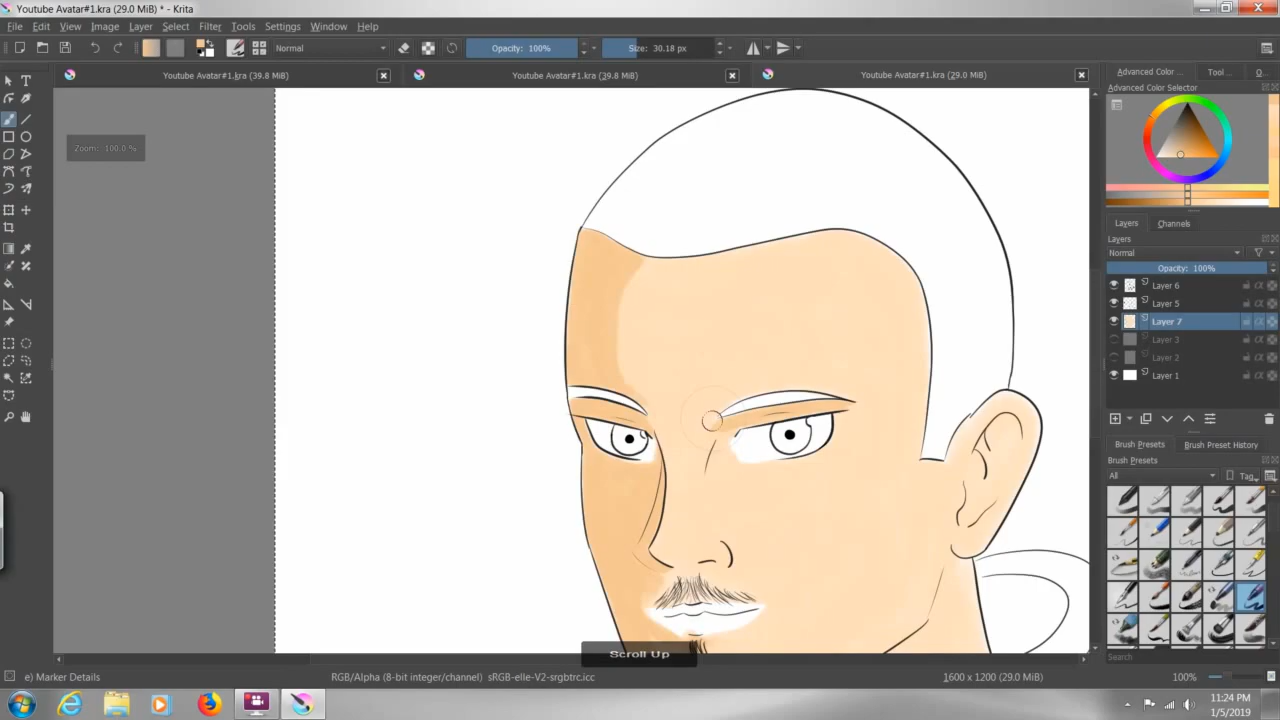 Youtube Avatar#1.kra (29.0 MiB) * - Krita
File Edit View Image Layer Select Filter Tools Settings Window Help
Normal Opacity: 100% Size: 30.18 px
Youtube Avatar#1.kra (39.8 MiB) Youtube Avatar#1.kra (39.8 MiB) Youtube Avatar#1.kra (29.0 MiB)
Advanced Color ... Tool ... O...
Advanced Color Selector
Zoom: 100.0 %
Layers Channels
Layers
Normal
Opacity: 100%
Layer 6
Layer 5
Layer 7
Layer 3
Layer 2
Layer 1
Brush Presets Brush Preset History
Brush Presets
All Tag
Scroll Up
Search
e) Marker Details RGB/Alpha (8-bit integer/channel) sRGB-elle-V2-srgbtrc.icc 1600 x 1200 (29.0 MiB) 100%
11:24 PM
1/5/2019